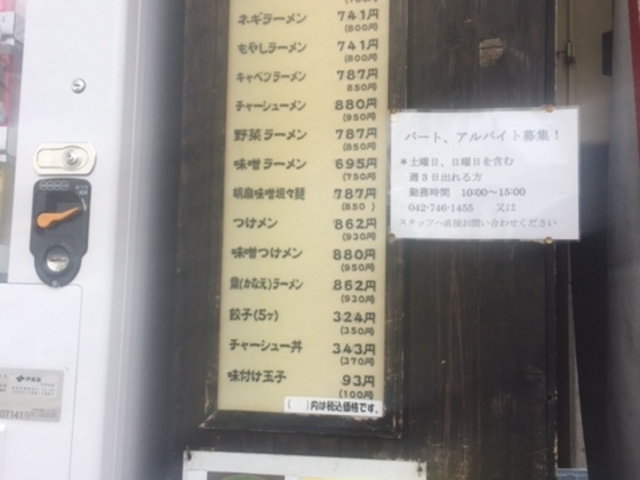 ネギラーメン 741円
(800円)
もやしラーメン 741円
(800円)
キャベツラーメン 787円
850円)
チャーシューメン 880円
(950円)
野菜ラーメン 787円
(850円)
味噌ラーメン 695円
(750円)
胡麻味噌坦々麺 787円
(850 )
つけメン 862円
(930円)
味噌つけメン 880円
(950円)
鼎(かなえ)ラーメン 862円
(930円)
餃子(5ヶ) 324円
(350円)
チャーシュー丼 343円
(370円)
味付け玉子 93円
(100円)
( )内は税込価格です。
パート、アルバイト募集!
*土曜日、日曜日を含む
週3日出れる方
勤務時間 10:00〜15:00
042-746-1455 又は
スタッフへ直接お問い合わせください